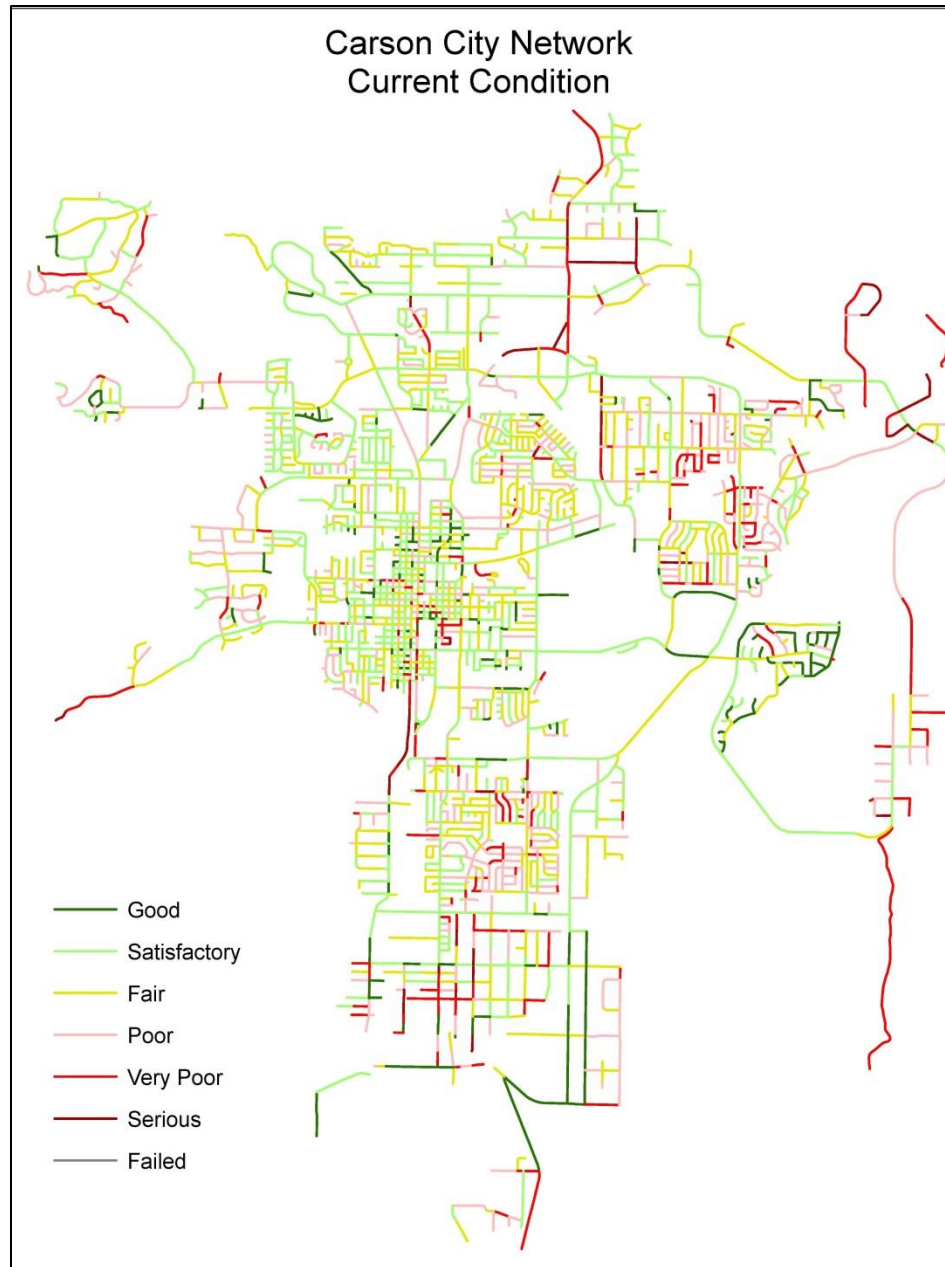 Carson City Network
Current Condition
Good
Satisfactory
Fair
Poor
Very Poor
Serious
Failed